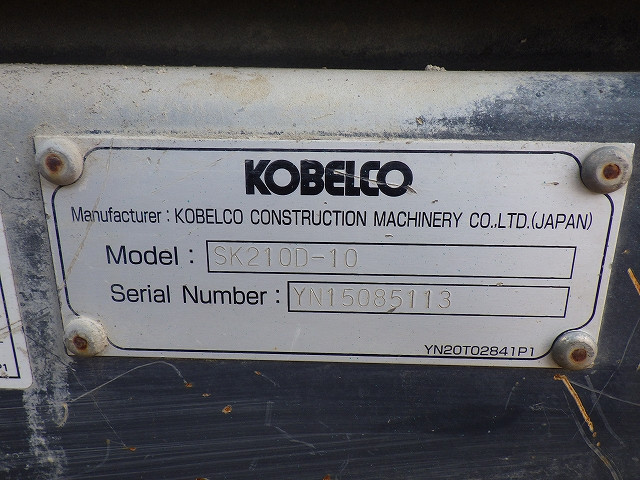 KOBELCO
Manufacturer : KOBELCO CONSTRUCTION MACHINERY CO.,LTD.(JAPAN)
Model : SK210D-10
Serial Number : YN15085113
YN20T02841P1